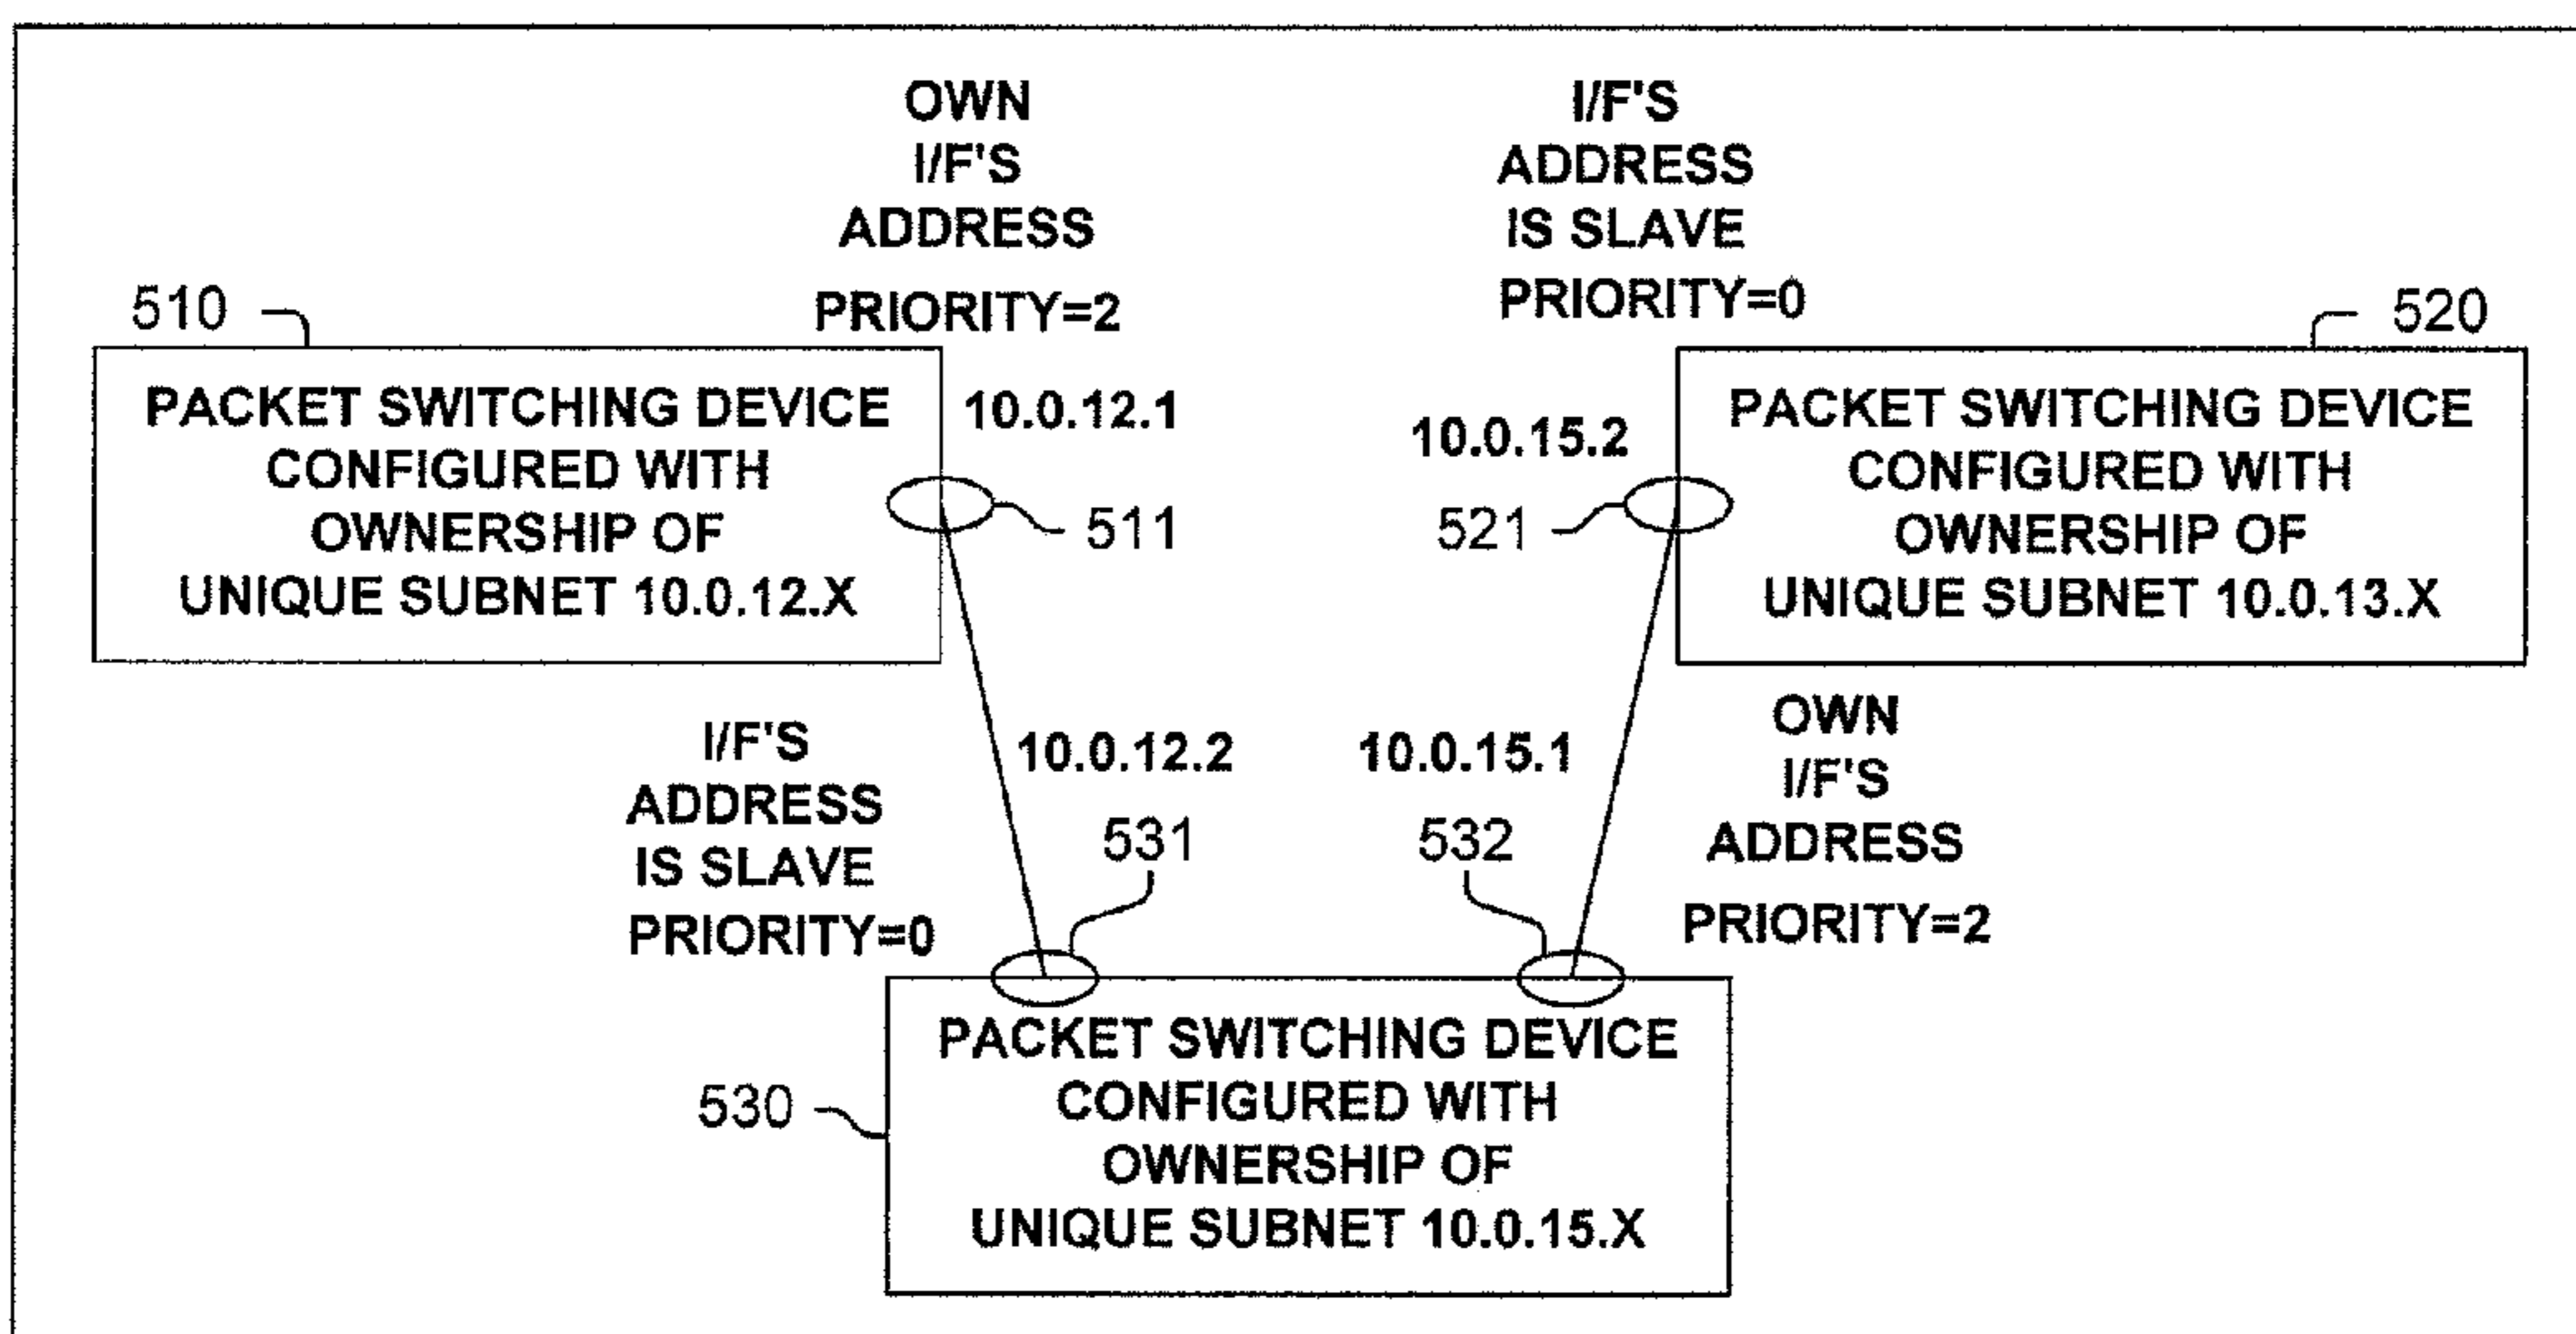 OWN
I/F'S
ADDRESS
PRIORITY=2
I/F'S
ADDRESS
IS SLAVE
PRIORITY=0
510
520
PACKET SWITCHING DEVICE
CONFIGURED WITH
OWNERSHIP OF
UNIQUE SUBNET 10.0.12.X
10.0.12.1
511
10.0.15.2
521
PACKET SWITCHING DEVICE
CONFIGURED WITH
OWNERSHIP OF
UNIQUE SUBNET 10.0.13.X
I/F'S
ADDRESS
IS SLAVE
PRIORITY=0
10.0.12.2
531
10.0.15.1
532
OWN
I/F'S
ADDRESS
PRIORITY=2
530
PACKET SWITCHING DEVICE
CONFIGURED WITH
OWNERSHIP OF
UNIQUE SUBNET 10.0.15.X